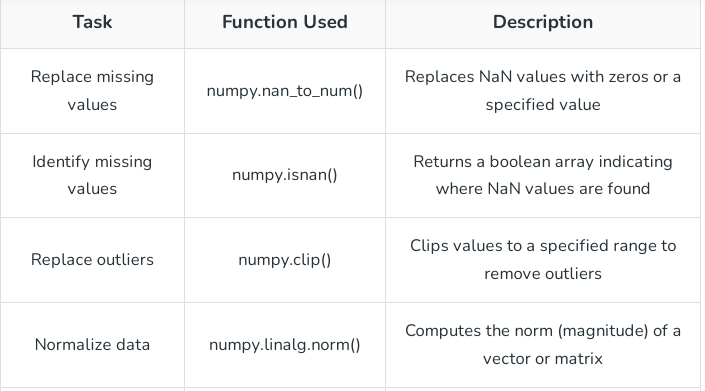 Task Function Used Description
Replace missing
values
numpy.nan_to_num()
Replaces NaN values with zeros or a
specified value
Identify missing
values
numpy.isnan()
Returns a boolean array indicating
where NaN values are found
Replace outliers
numpy.clip()
Clips values to a specified range to
remove outliers
Normalize data
numpy.linalg.norm()
Computes the norm (magnitude) of a
vector or matrix